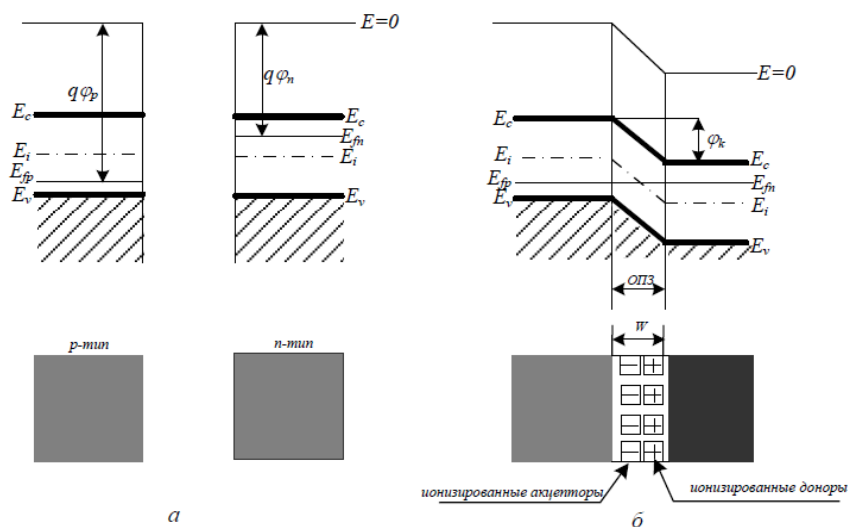 E=0
qφp
qφn
Ec
Ei
Efp
Ev
Ec
Efn
Ei
Ev
E=0
Ec
Ei
Efp
Ev
φk
Ec
Efn
Ei
Ev
ОПЗ
W
p-тип
n-тип
ионизированные акцепторы
ионизированные доноры
а
б